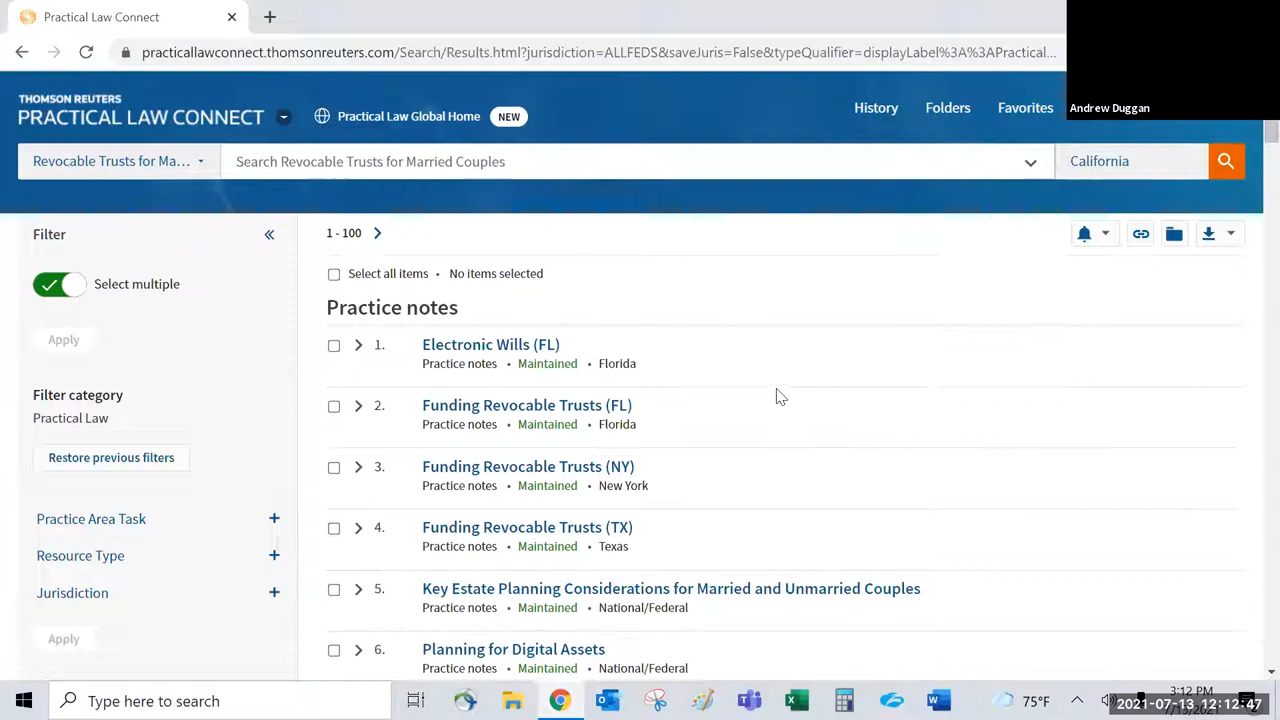 Practical Law Connect
practicallawconnect.thomsonreuters.com/Search/Results.html?jurisdiction=ALLFEDS&saveJuris=False&typeQualifier=displayLabel%3A%3APractical...
Andrew Duggan
THOMSON REUTERS
PRACTICAL LAW CONNECT
Practical Law Global Home NEW
History Folders Favorites
Revocable Trusts for Ma... Search Revocable Trusts for Married Couples California
Filter
1 - 100
Select multiple
Select all items • No items selected
Apply
Practice notes
Filter category
Practical Law
Restore previous filters
Practice Area Task
Resource Type
Jurisdiction
Apply
1. Electronic Wills (FL)
Practice notes • Maintained • Florida
2. Funding Revocable Trusts (FL)
Practice notes • Maintained • Florida
3. Funding Revocable Trusts (NY)
Practice notes • Maintained • New York
4. Funding Revocable Trusts (TX)
Practice notes • Maintained • Texas
5. Key Estate Planning Considerations for Married and Unmarried Couples
Practice notes • Maintained • National/Federal
6. Planning for Digital Assets
Practice notes • Maintained • National/Federal
Type here to search
75°F
3:12 PM
2021-07-13 12:12:47